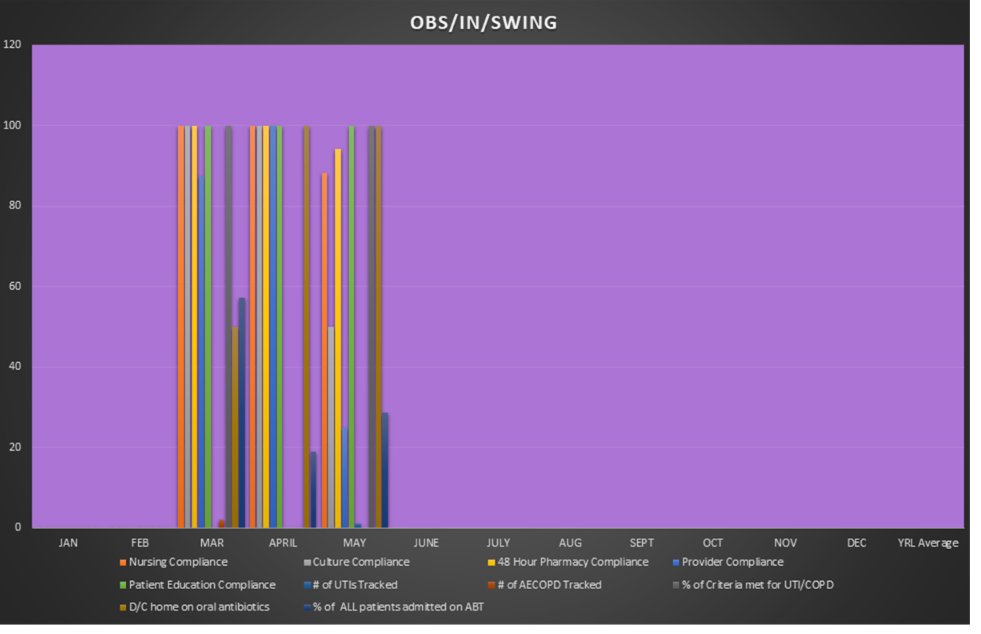 OBS/IN/SWING
120
100
80
60
40
20
0
JAN FEB MAR APRIL MAY JUNE JULY AUG SEPT OCT NOV DEC YRL Average
Nursing Compliance Culture Compliance 48 Hour Pharmacy Compliance Provider Compliance
Patient Education Compliance # of UTIs Tracked # of AECOPD Tracked % of Criteria met for UTI/COPD
D/C home on oral antibiotics % of ALL patients admitted on ABT